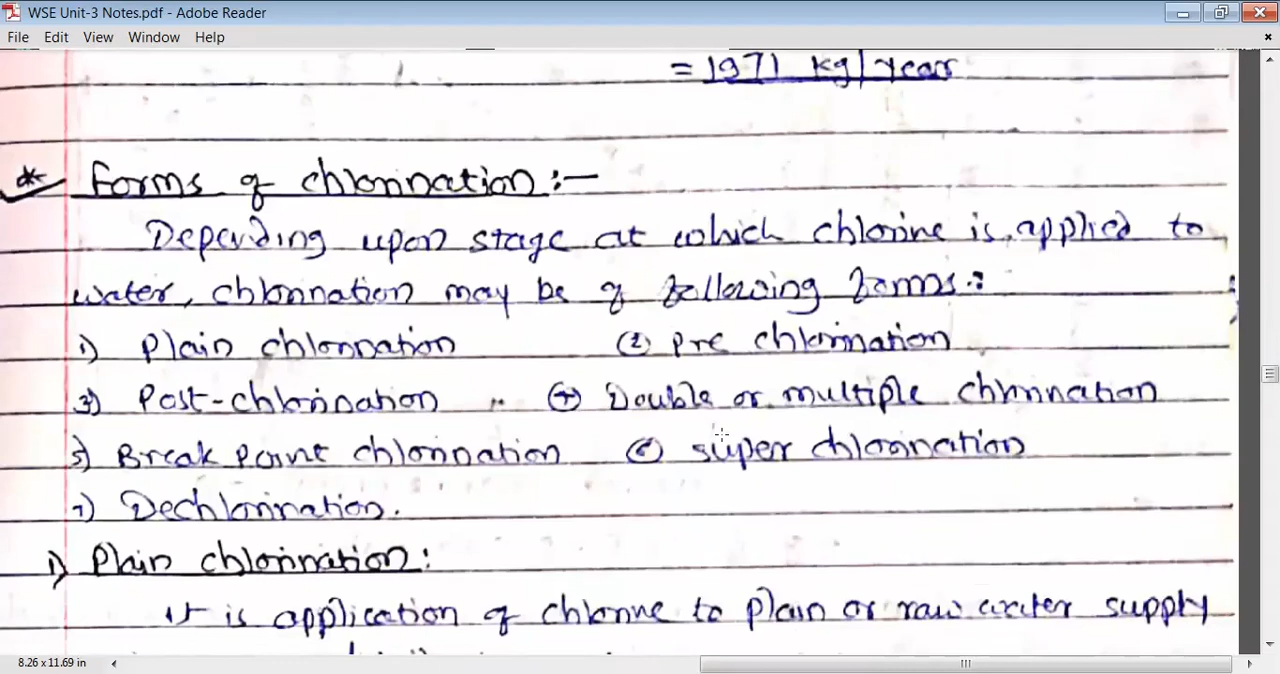 WSE Unit-3 Notes.pdf - Adobe Reader
File Edit View Window Help
= 1971 kg/year
* Forms of chlorination :-
Depending upon stage at which chlorine is applied to
water, chlorination may be of following forms :
1) Plain chlorination (2) Pre chlorination
3) Post-chlorination (4) Double or multiple chlorination
5) Break Point chlorination (6) super chlorination
7) Dechlorination.
1) Plain chlorination :
It is application of chlorine to plain or raw water supply
8.26 x 11.69 in